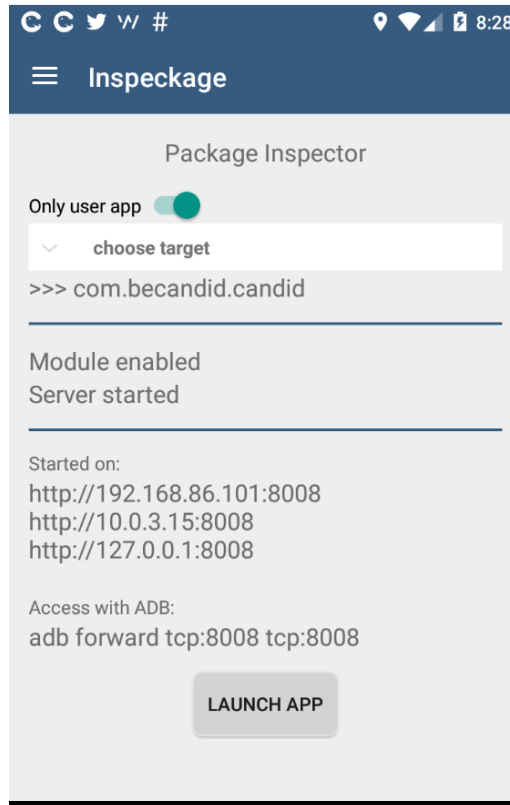 # 8:28
Inspeckage
Package Inspector
Only user app
choose target
>>> com.becandid.candid
Module enabled
Server started
Started on:
http://192.168.86.101:8008
http://10.0.3.15:8008
http://127.0.0.1:8008
Access with ADB:
adb forward tcp:8008 tcp:8008
LAUNCH APP